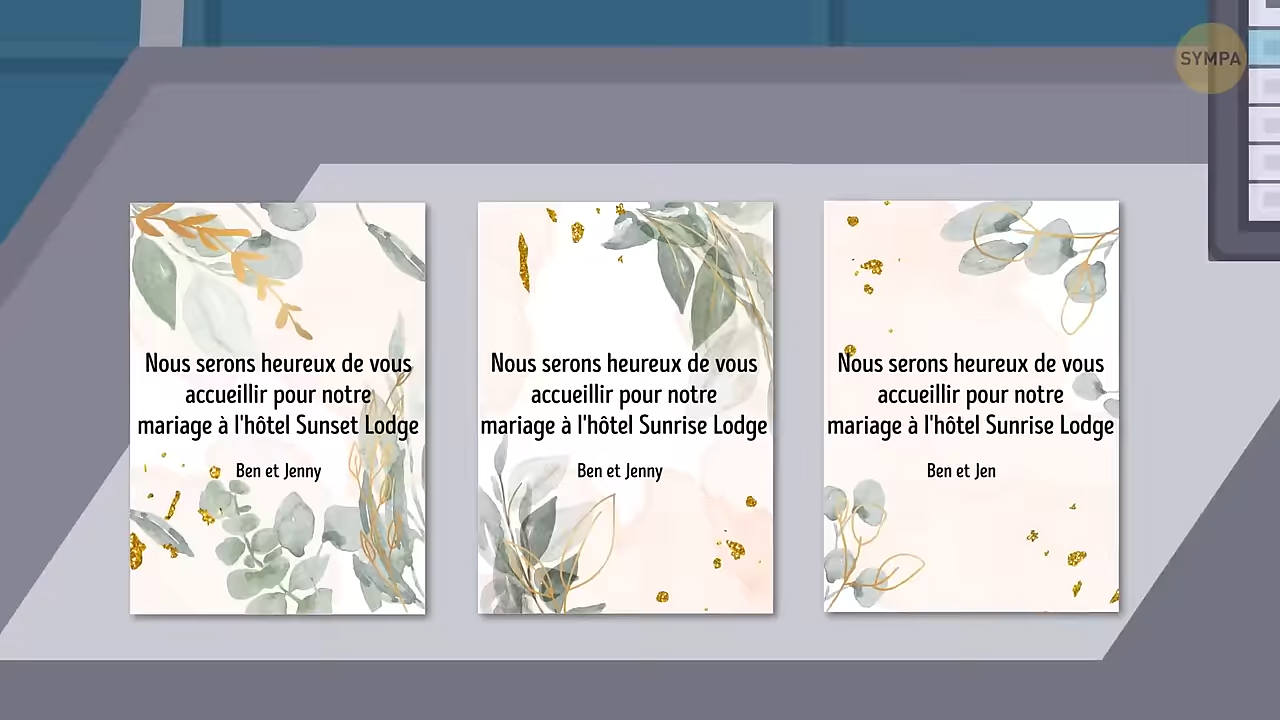 SYMPA
Nous serons heureux de vous
accueillir pour notre
mariage à l'hôtel Sunset Lodge
Ben et Jenny
Nous serons heureux de vous
accueillir pour notre
mariage à l'hôtel Sunrise Lodge
Ben et Jenny
Nous serons heureux de vous
accueillir pour notre
mariage à l'hôtel Sunrise Lodge
Ben et Jen